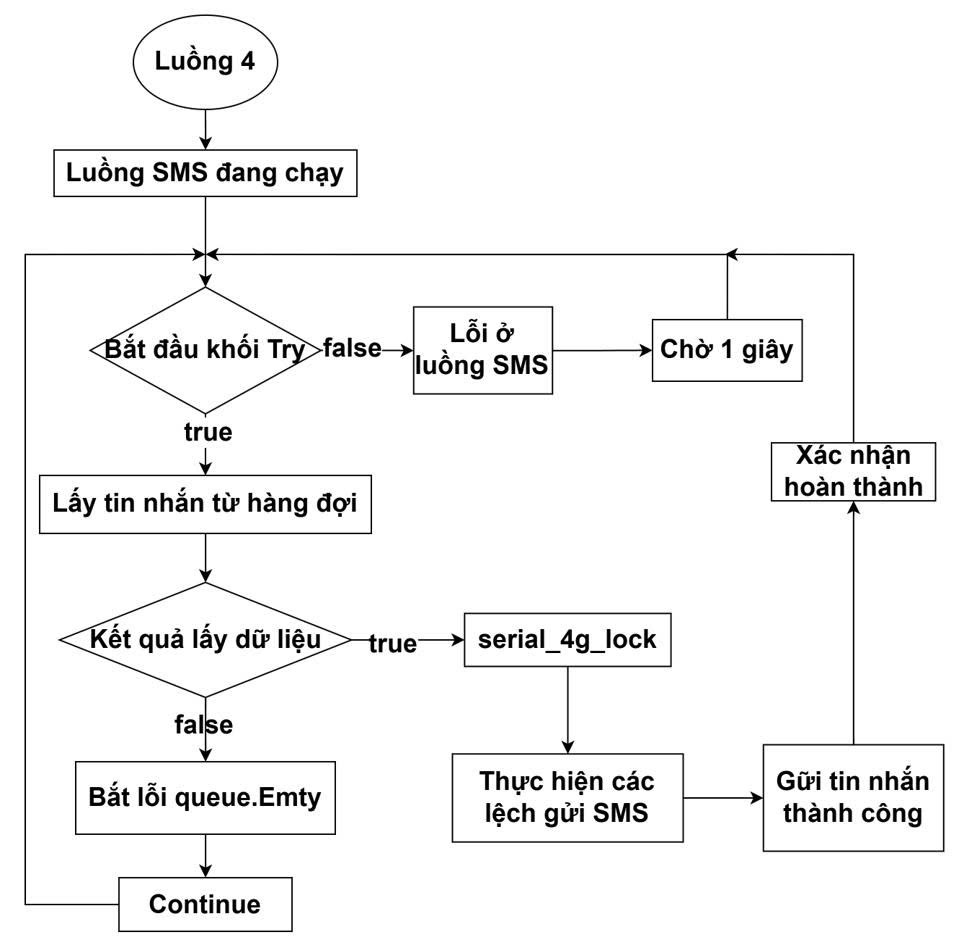 Luồng 4
Luồng SMS đang chạy
Bắt đầu khối Try
false
Lỗi ở
luồng SMS
Chờ 1 giây
true
Lấy tin nhắn từ hàng đợi
Xác nhận
hoàn thành
Kết quả lấy dữ liệu
true
serial_4g_lock
false
Bắt lỗi queue.Emty
Thực hiện các
lệch gửi SMS
Gữi tin nhắn
thành công
Continue